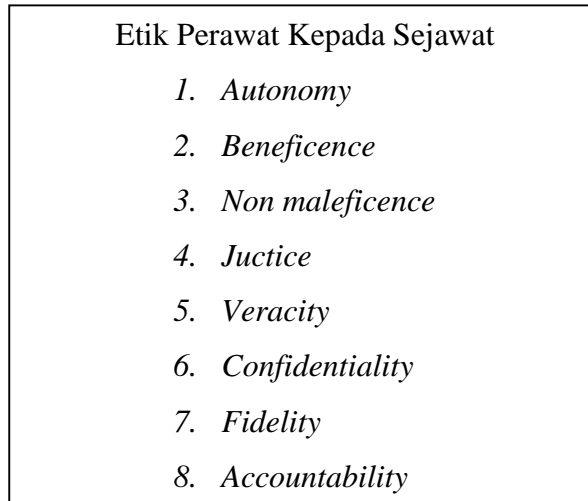 Etik Perawat Kepada Sejawat
1. Autonomy
2. Beneficence
3. Non maleficence
4. Juctice
5. Veracity
6. Confidentiality
7. Fidelity
8. Accountability